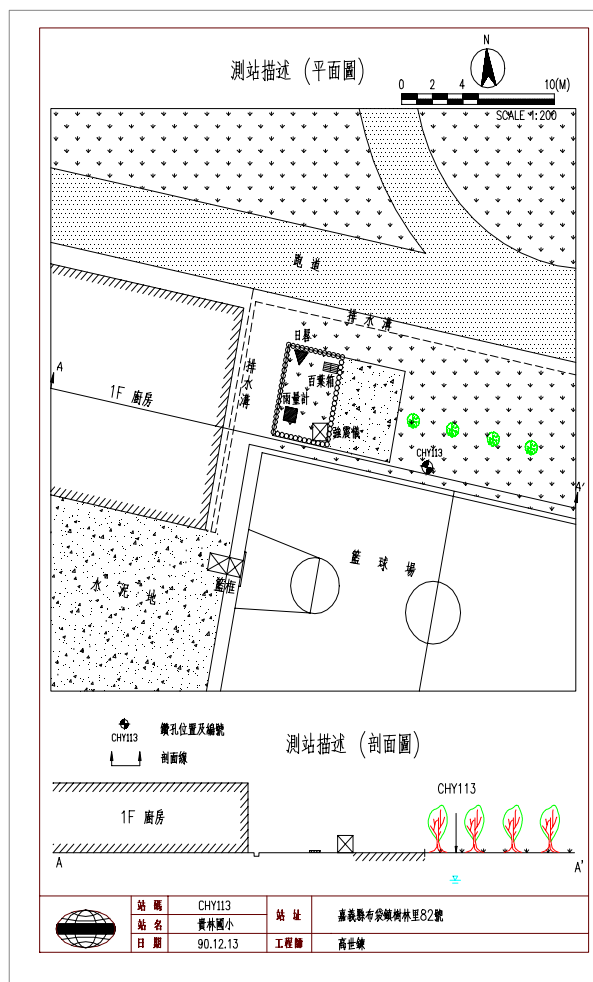 測站描述 (平面圖)
N
0 2 4 10(M)
SCALE 1:200
跑道
排水溝
日晷
百葉箱
排水溝
雨量計
強震儀
A
1F 廚房
CHY113
A'
籃框
籃球場
水泥地
CHY113
鑽孔位置及編號
剖面線
測站描述 (剖面圖)
CHY113
1F 廚房
A
A'
站碼 CHY113
站址 嘉義縣布袋鎮樹林里82號
站名 貴林國小
日期 90.12.13
工程師 高世鍊